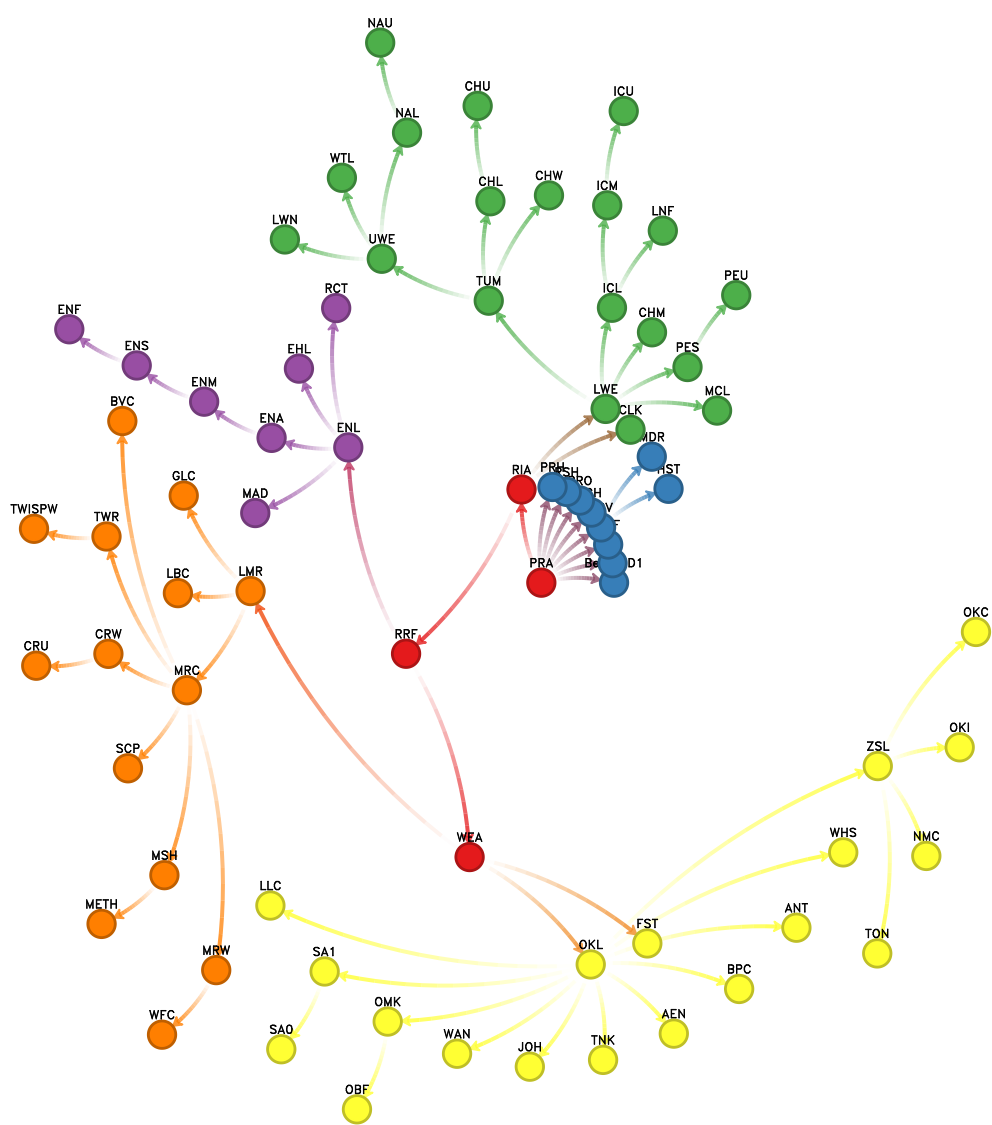 NAU
CHU
ICU
NAL
WTL
CHL
CHW
ICM
LNF
LWN
UWE
TUM
PEU
RCT
ICL
CHM
ENF
ENS
EHL
PES
ENM
LWE
MCL
BVC
ENA
ENL
CLK
MDR
GLC
RIA
PRH
MAD
TWISPW
TWR
PRA
LBC
LMR
OKC
CRU
CRW
RRF
MRC
ZSL
OKI
SCP
WEA
WHS
NMC
MSH
LLC
METH
FST
ANT
TON
MRW
SA1
OKL
BPC
WFC
SAO
OMK
WAN
JOH
TNK
AEN
OBF